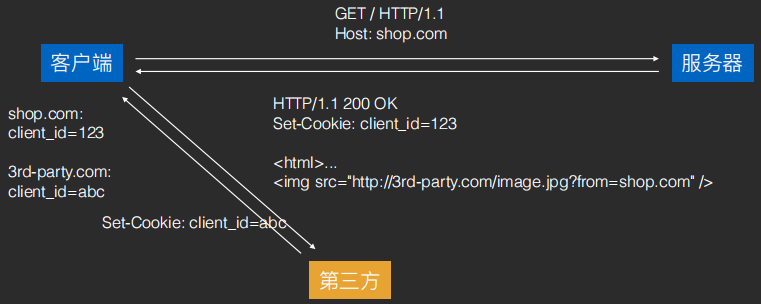 GET / HTTP/1.1
Host: shop.com
客户端
服务器
HTTP/1.1 200 OK
Set-Cookie: client_id=123
<html>...
<img src="http://3rd-party.com/image.jpg?from=shop.com" />
shop.com:
client_id=123
3rd-party.com:
client_id=abc
Set-Cookie: client_id=abc
第三方